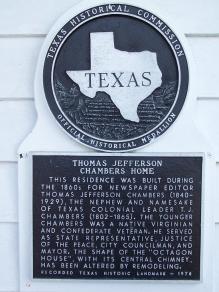 TEXAS HISTORICAL COMMISSION
TEXAS
OFFICIAL HISTORICAL MEDALLION
THOMAS JEFFERSON
CHAMBERS HOME
THIS RESIDENCE WAS BUILT DURING
THE 1860s FOR NEWSPAPER EDITOR
THOMAS JEFFERSON CHAMBERS (1840-
1929), THE NEPHEW AND NAMESAKE
OF TEXAS COLONIAL LEADER T.J.
CHAMBERS (1802-1865). THE YOUNGER
CHAMBERS WAS A NATIVE VIRGINIAN
AND CONFEDERATE VETERAN. HE SERVED
AS STATE REPRESENTATIVE, JUSTICE
OF THE PEACE, CITY COUNCILMAN, AND
MAYOR. THE SHAPE OF THE "OCTAGON
HOUSE", WITH ITS CENTRAL CHIMNEY,
HAS BEEN ALTERED BY REMODELING.
RECORDED TEXAS HISTORIC LANDMARK - 1978